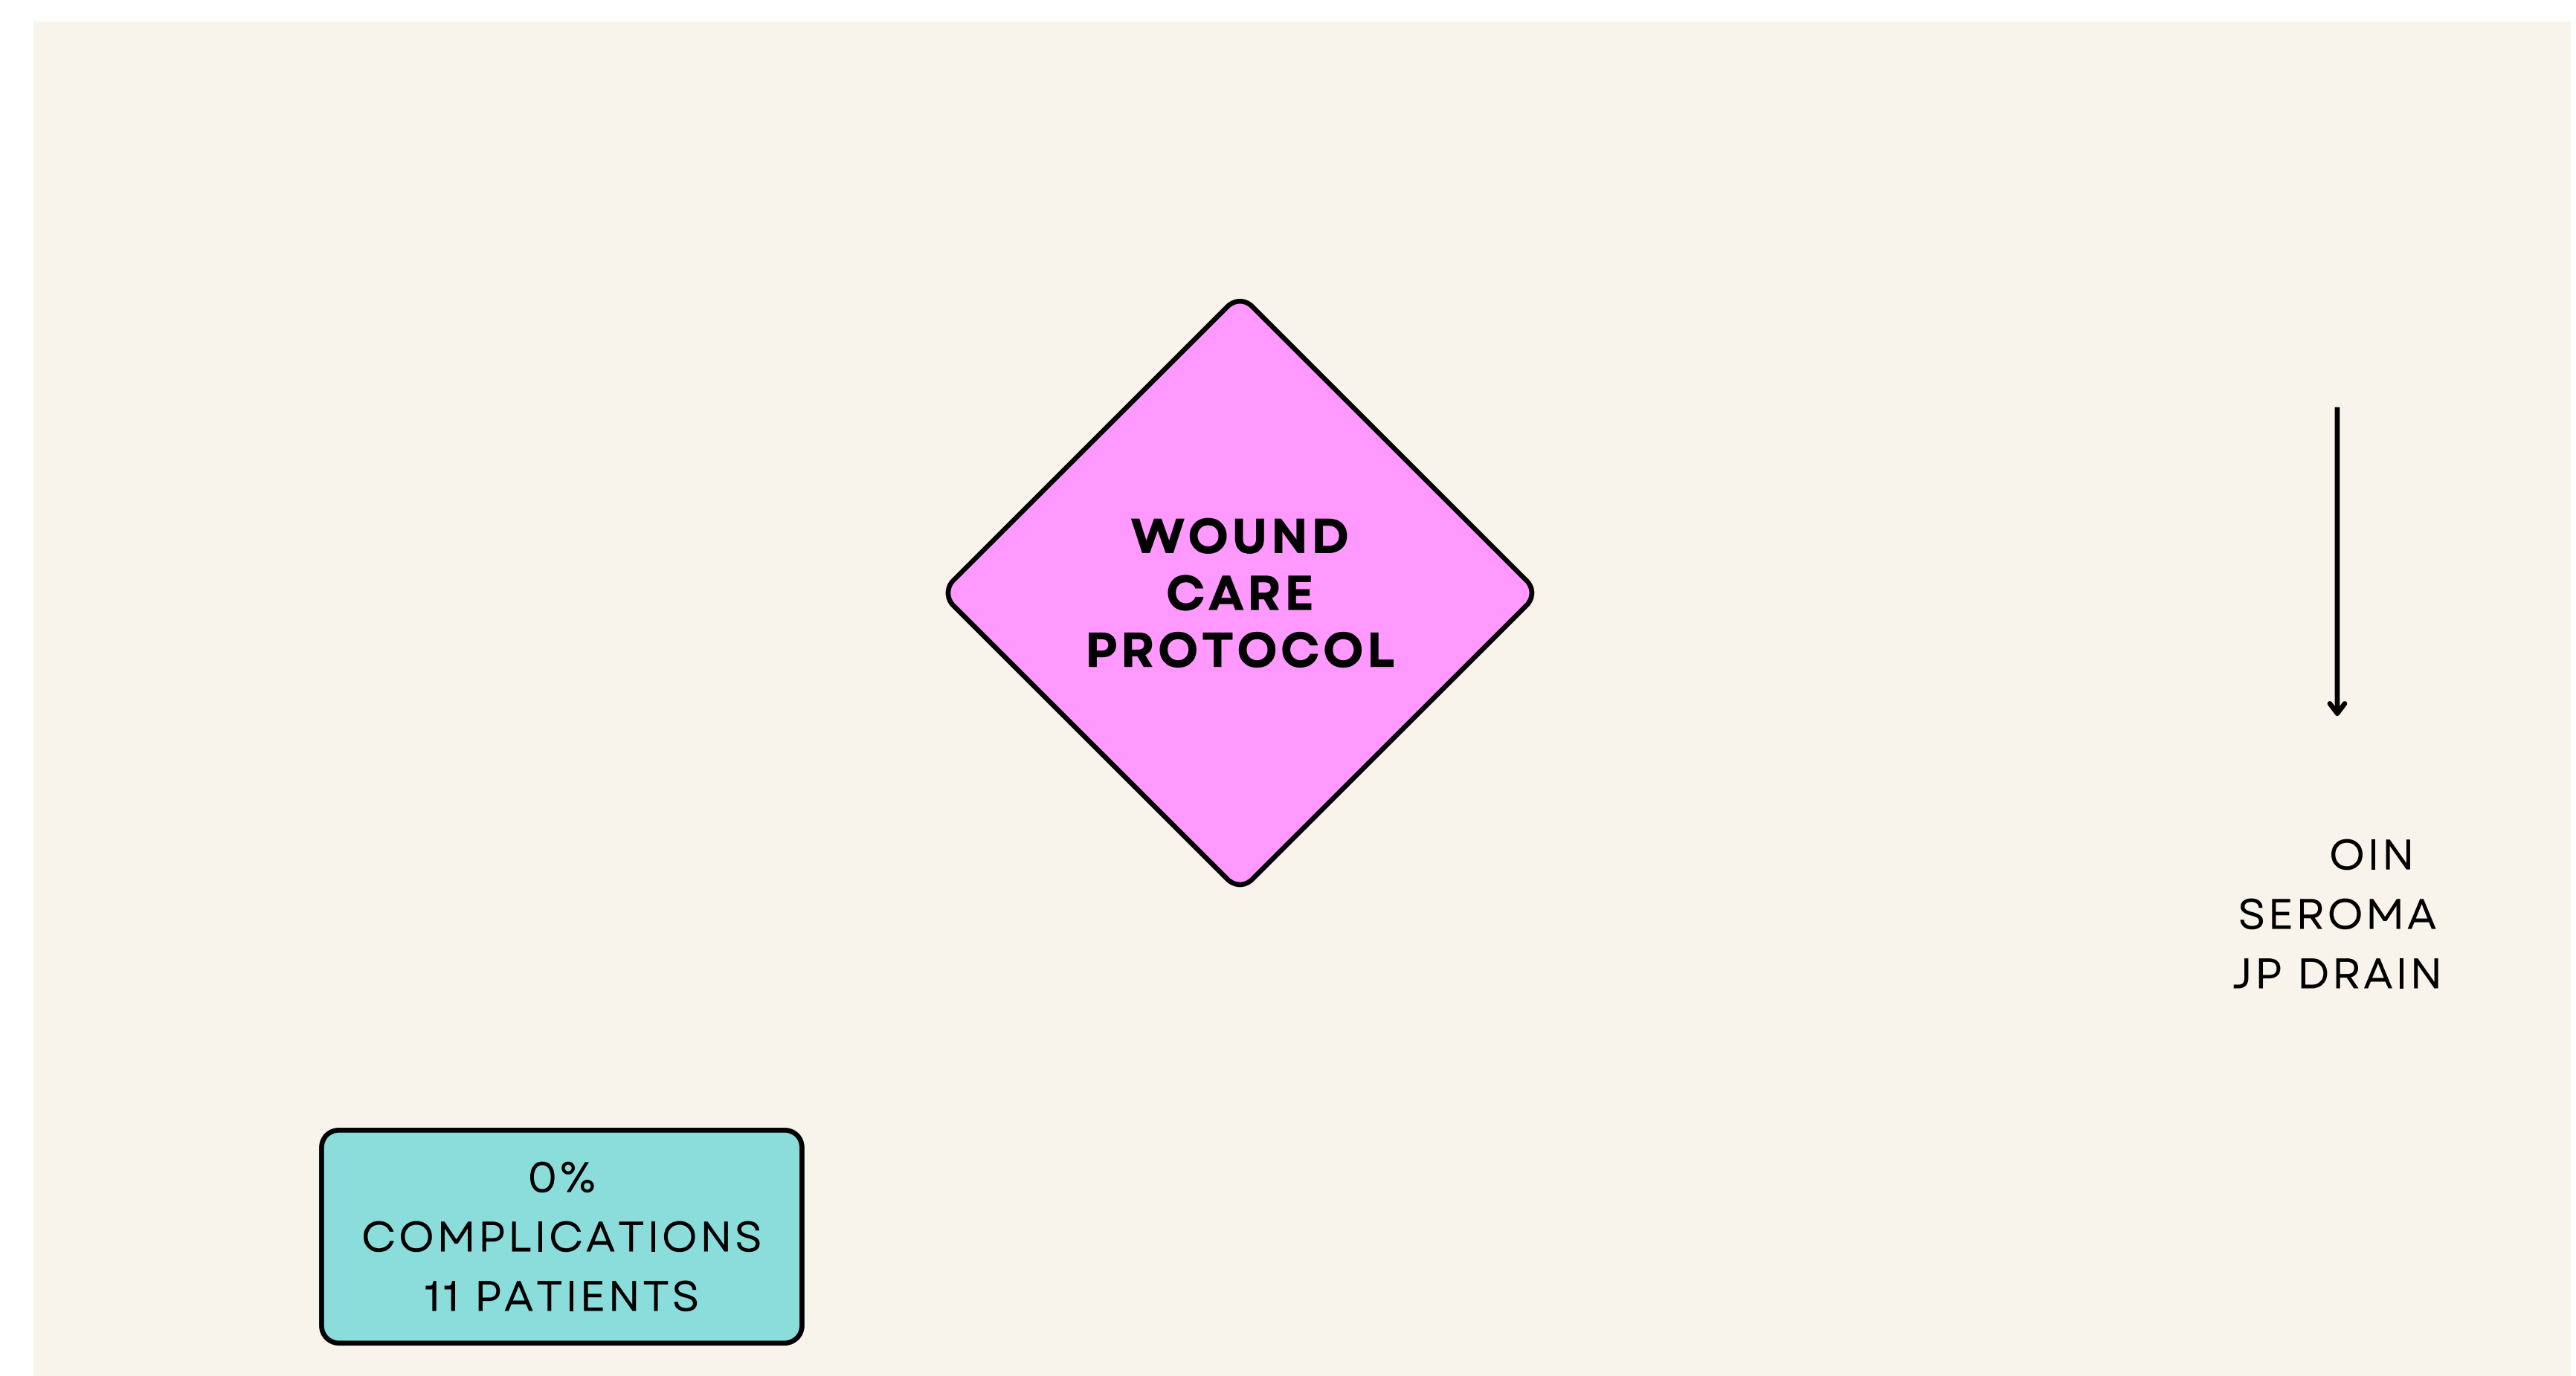 WOUND
CARE
PROTOCOL
OIN
SEROMA
JP DRAIN
0%
COMPLICATIONS
11 PATIENTS